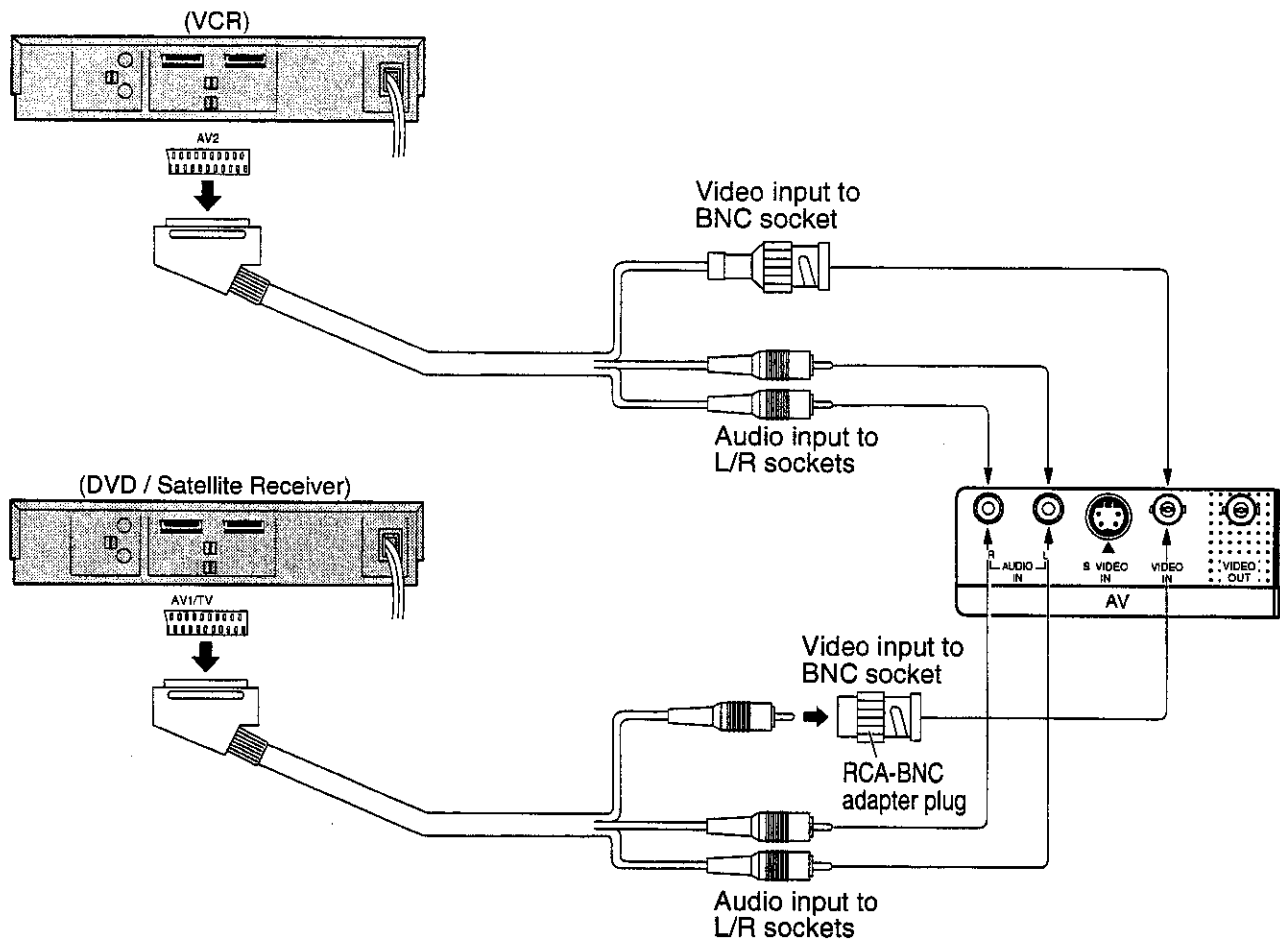 (VCR)
AV2
Video input to
BNC socket
Audio input to
L/R sockets
(DVD / Satellite Receiver)
AV1/TV
R
AUDIO
IN
L
S. VIDEO
IN
VIDEO
IN
VIDEO
OUT
AV
Video input to
BNC socket
RCA-BNC
adapter plug
Audio input to
L/R sockets